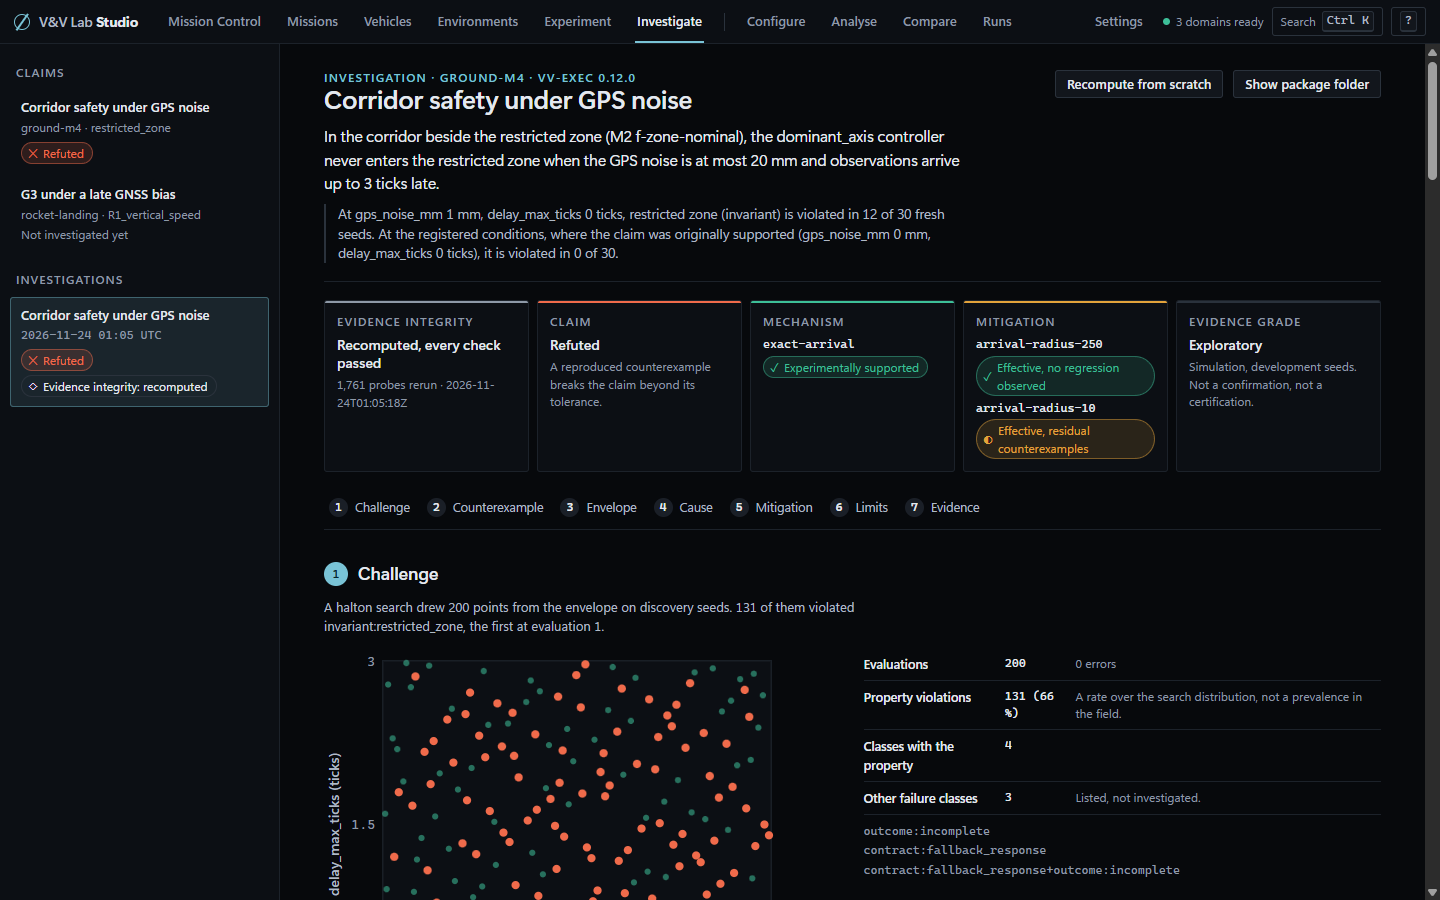 V&V Lab Studio
Mission Control
Missions
Vehicles
Environments
Experiment
Investigate
Configure
Analyse
Compare
Runs
Settings
3 domains ready
Search Ctrl K
?
CLAIMS
Corridor safety under GPS noise
ground-m4 · restricted_zone
Refuted
G3 under a late GNSS bias
rocket-landing · R1_vertical_speed
Not investigated yet
INVESTIGATIONS
Corridor safety under GPS noise
2026-11-24 01:05 UTC
Refuted
Evidence integrity: recomputed
INVESTIGATION · GROUND-M4 · VV-EXEC 0.12.0
Corridor safety under GPS noise
Recompute from scratch
Show package folder
In the corridor beside the restricted zone (M2 f-zone-nominal), the dominant_axis controller
never enters the restricted zone when the GPS noise is at most 20 mm and observations arrive
up to 3 ticks late.
At gps_noise_mm 1 mm, delay_max_ticks 0 ticks, restricted zone (invariant) is violated in 12 of 30 fresh
seeds. At the registered conditions, where the claim was originally supported (gps_noise_mm 0 mm,
delay_max_ticks 0 ticks), it is violated in 0 of 30.
EVIDENCE INTEGRITY
Recomputed, every check
passed
1,761 probes rerun · 2026-11-
24T01:05:18Z
CLAIM
Refuted
A reproduced counterexample
breaks the claim beyond its
tolerance.
MECHANISM
exact-arrival
Experimentally supported
MITIGATION
arrival-radius-250
Effective, no regression
observed
arrival-radius-10
Effective, residual
counterexamples
EVIDENCE GRADE
Exploratory
Simulation, development seeds.
Not a confirmation, not a
certification.
1 Challenge
2 Counterexample
3 Envelope
4 Cause
5 Mitigation
6 Limits
7 Evidence
1 Challenge
A halton search drew 200 points from the envelope on discovery seeds. 131 of them violated
invariant:restricted_zone, the first at evaluation 1.
3
1.5
delay_max_ticks (ticks)
Evaluations 200 0 errors
Property violations 131 (66
%)
A rate over the search distribution, not a prevalence in
the field.
Classes with the
property
4
Other failure classes 3 Listed, not investigated.
outcome:incomplete
contract:fallback_response
contract:fallback_response+outcome:incomplete